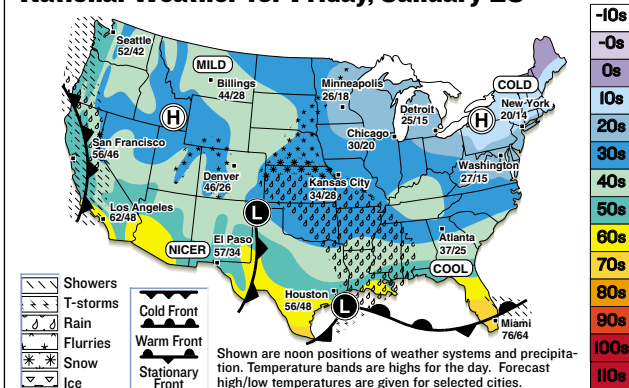 National Weather for Friday, January
Seattle
52/42
MILD
Billings
44/28
Minneapolis
26/18
COLD
Detroit
25/15
New York
20/14
H
H
San Francisco
56/46
Chicago
30/20
Denver
46/26
Kansas City
34/28
Washington
27/15
Los Angeles
62/48
L
NICER
El Paso
57/34
Atlanta
37/25
COOL
Houston
56/48
L
Miami
76/64
Showers
T-storms
Rain
Flurries
Snow
Ice
Cold Front
Warm Front
Stationary
Front
Shown are noon positions of weather systems and precipita-
tion. Temperature bands are highs for the day. Forecast
high/low temperatures are given for selected cities.
-10s
-0s
0s
10s
20s
30s
40s
50s
60s
70s
80s
90s
100s
110s